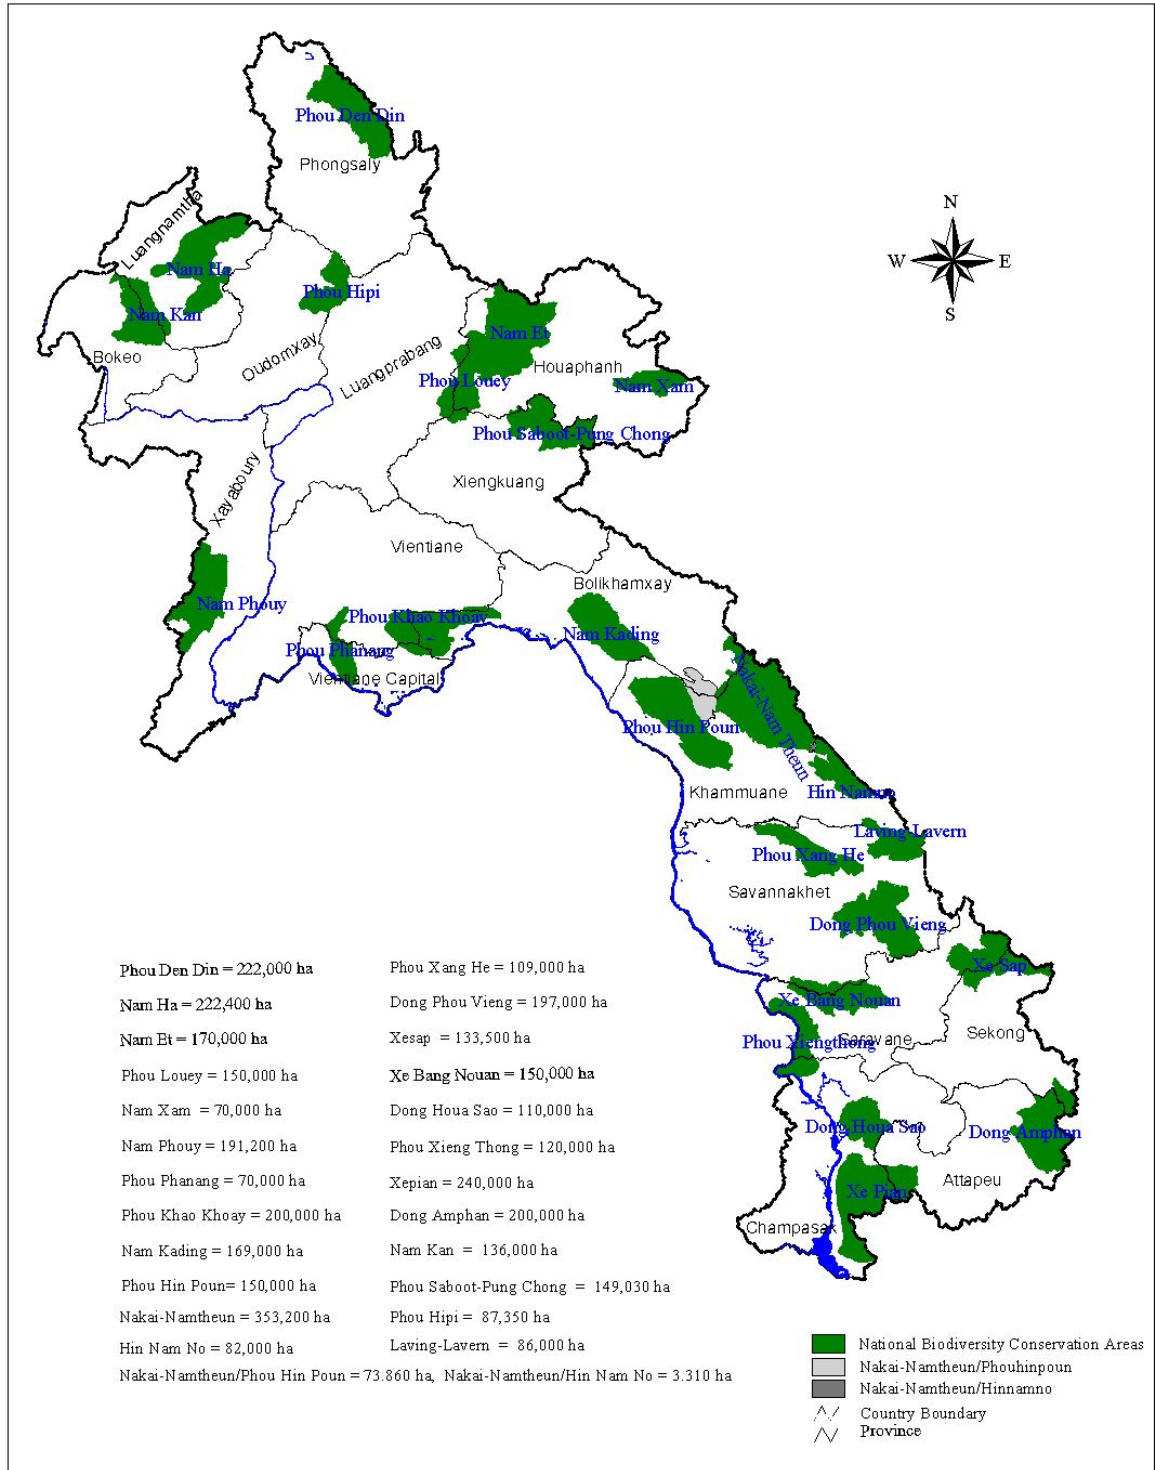 N
W E
S
Phou Den Din
Phongsaly
Luangnamtha
Nam Ha
Phou Hipi
Nam Kan
Nam Et
Bokeo
Oudomxay
Luangprabang
Houaphanh
Phou Louey
Nam Xam
Phou Saboot-Pung Chong
Xiengkuang
Xayaboury
Vientiane
Bolikhamxay
Nam Phouy
Phou Khao Khoay
Nam Kading
Phou Phanang
Vientiane Capital
Nakai-Nam Theun
Phou Hin Poun
Khammuane
Hin Namno
Laving-Lavern
Phou Xang He
Savannakhet
Dong Phou Vieng
Xe Sap
Xe Bang Nouan
Phou Xiengthong
Saravane
Sekong
Dong Houa Sao
Dong Amphan
Xe Pian
Attapeu
Champasak
Phou Den Din = 222,000 ha
Nam Ha = 222,400 ha
Nam Et = 170,000 ha
Phou Louey = 150,000 ha
Nam Xam = 70,000 ha
Nam Phouy = 191,200 ha
Phou Phanang = 70,000 ha
Phou Khao Khoay = 200,000 ha
Nam Kading = 169,000 ha
Phou Hin Poun= 150,000 ha
Nakai-Namtheun = 353,200 ha
Hin Nam No = 82,000 ha
Phou Xang He = 109,000 ha
Dong Phou Vieng = 197,000 ha
Xesap = 133,500 ha
Xe Bang Nouan = 150,000 ha
Dong Houa Sao = 110,000 ha
Phou Xieng Thong = 120,000 ha
Xepian = 240,000 ha
Dong Amphan = 200,000 ha
Nam Kan = 136,000 ha
Phou Saboot-Pung Chong = 149,030 ha
Phou Hipi = 87,350 ha
Laving-Lavern = 86,000 ha
Nakai-Namtheun/Phou Hin Poun = 73.860 ha, Nakai-Namtheun/Hin Nam No = 3.310 ha
National Biodiversity Conservation Areas
Nakai-Namtheun/Phouhinpoun
Nakai-Namtheun/Hinnamno
Country Boundary
Province